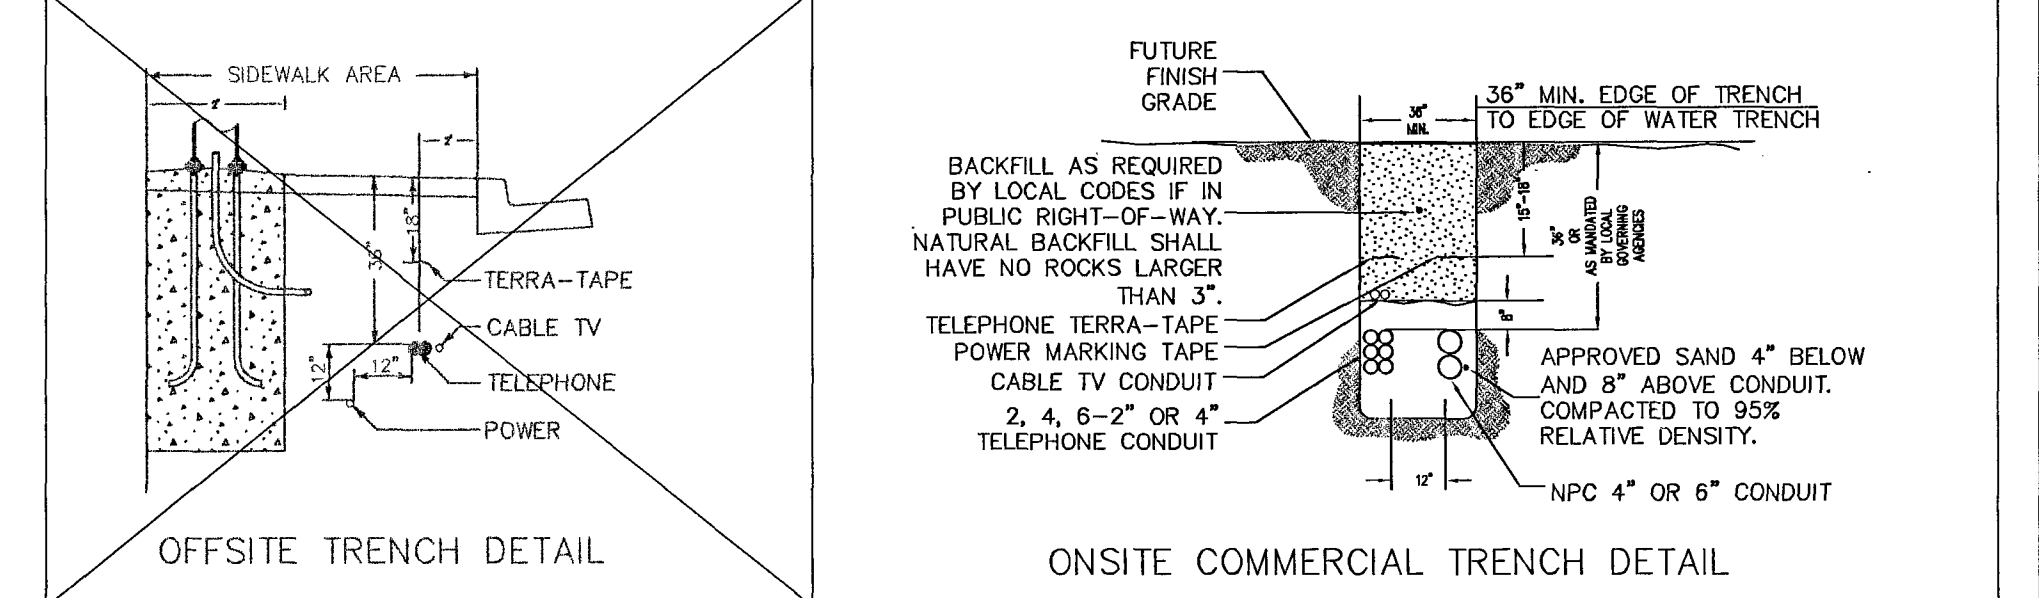 SIDEWALK AREA
2'
2'
18"
36"
TERRA-TAPE
CABLE TV
12"
12"
TELEPHONE
POWER
OFFSITE TRENCH DETAIL
FUTURE
FINISH
GRADE
36"
MIN.
36" MIN. EDGE OF TRENCH
TO EDGE OF WATER TRENCH
BACKFILL AS REQUIRED
BY LOCAL CODES IF IN
PUBLIC RIGHT-OF-WAY.
NATURAL BACKFILL SHALL
HAVE NO ROCKS LARGER
THAN 3".
TELEPHONE TERRA-TAPE
POWER MARKING TAPE
CABLE TV CONDUIT
2, 4, 6-2" OR 4"
TELEPHONE CONDUIT
15"-18"
36"
OR
AS MANDATED
BY LOCAL
GOVERNING
AGENCIES
8"
APPROVED SAND 4" BELOW
AND 8" ABOVE CONDUIT.
COMPACTED TO 95%
RELATIVE DENSITY.
12"
NPC 4" OR 6" CONDUIT
ONSITE COMMERCIAL TRENCH DETAIL